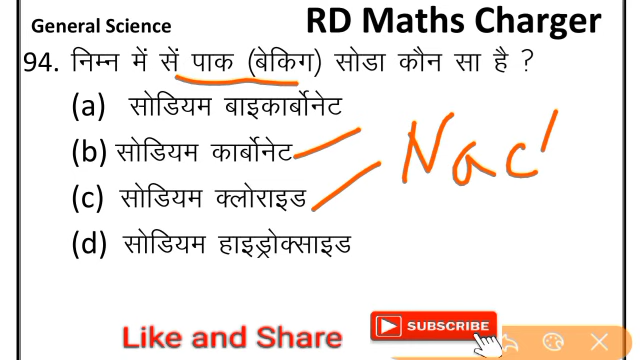 General Science
RD Maths Charger
94. निम्न में सें पाक (बेकिग) सोडा कौन सा है ?
(a) सोडियम बाइकार्बोनेट
(b) सोडियम कार्बोनेट
(c) सोडियम क्लोराइड
(d) सोडियम हाइड्रोक्साइड
Nacl
Like and Share
SUBSCRIBE